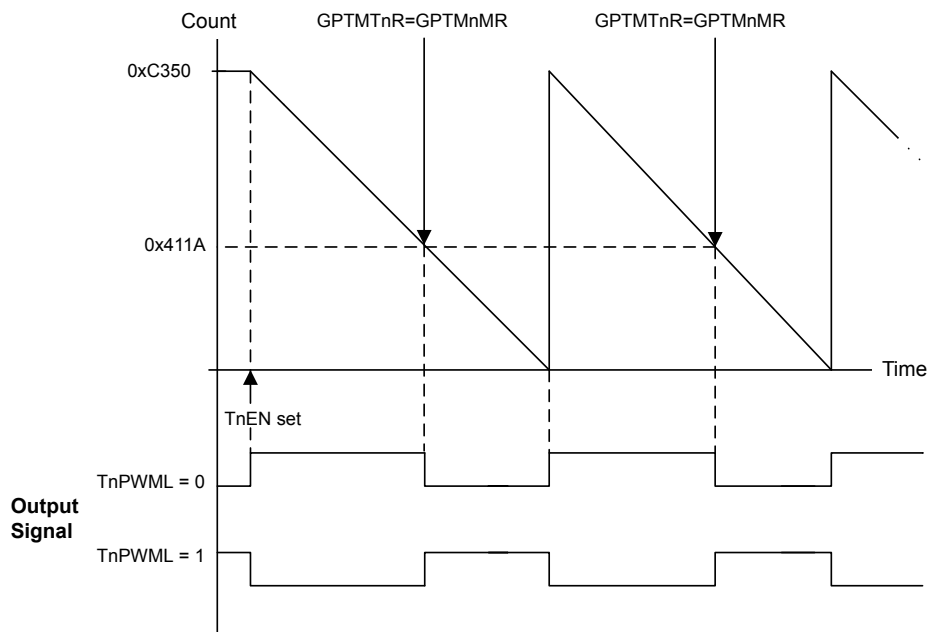 Count
GPTMTnR=GPTMnMR
GPTMTnR=GPTMnMR
0xC350
0x411A
Time
TnEN set
TnPWML = 0
Output
Signal
TnPWML = 1